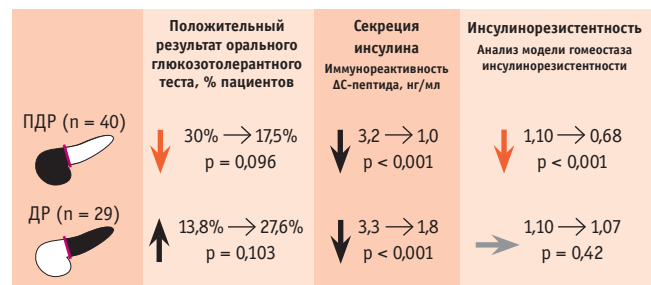 Положительный
результат орального
глюкозотолерантного
теста, % пациентов
Секреция
инсулина
Иммунореактивность
ΔС-пептида, нг/мл
Инсулинорезистентность
Анализ модели гомеостаза
инсулинорезистентности
ПДР (n = 40)
30% → 17,5%
p = 0,096
3,2 → 1,0
p < 0,001
1,10 → 0,68
p < 0,001
ДР (n = 29)
13,8% → 27,6%
p = 0,103
3,3 → 1,8
p < 0,001
1,10 → 1,07
p = 0,42